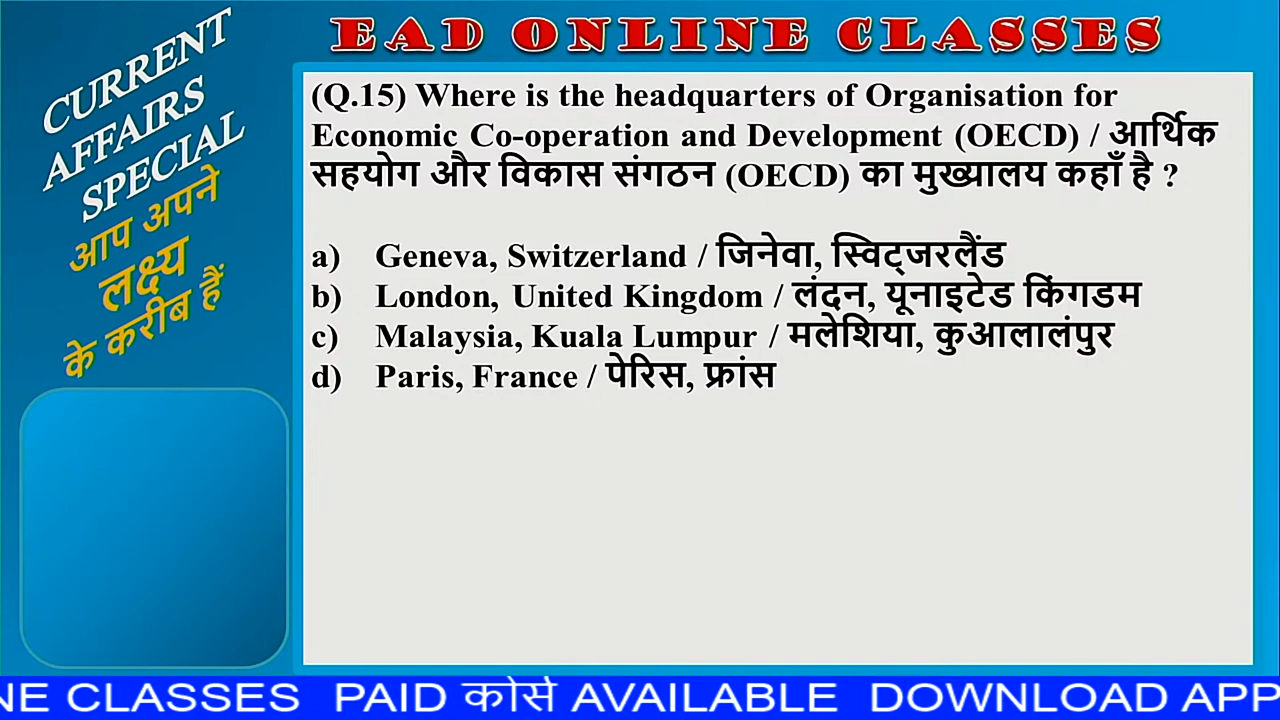 EAD ONLINE CLASSES
CURRENT
AFFAIRS
SPECIAL
आप अपने
लक्ष्य
के करीब हैं
(Q.15) Where is the headquarters of Organisation for
Economic Co-operation and Development (OECD) / आर्थिक
सहयोग और विकास संगठन (OECD) का मुख्यालय कहाँ है ?
a) Geneva, Switzerland / जिनेवा, स्विट्जरलैंड
b) London, United Kingdom / लंदन, यूनाइटेड किंगडम
c) Malaysia, Kuala Lumpur / मलेशिया, कुआलालंपुर
d) Paris, France / पेरिस, फ्रांस
NE CLASSES PAID कोर्स AVAILABLE DOWNLOAD APP